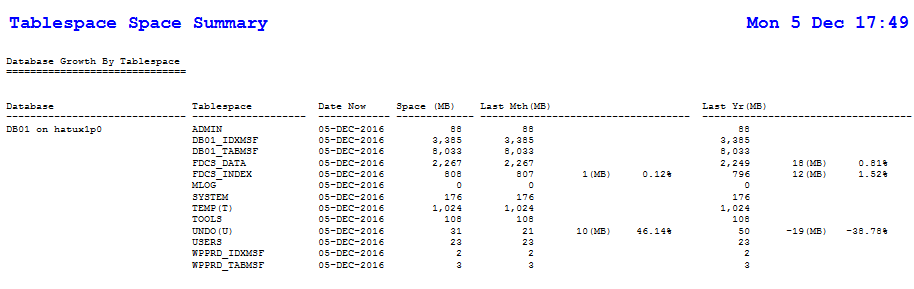 Tablespace Space Summary Mon 5 Dec 17:49
Database Growth By Tablespace
==============================
Database Tablespace Date Now Space (MB) Last Mth(MB) Last Yr(MB)
DB01 on hatux1p0 ADMIN 05-DEC-2016 88 88 88
DB01_IDXMSF 05-DEC-2016 3,385 3,385 3,385
DB01_TABMSF 05-DEC-2016 8,033 8,033 8,033
FDCS_DATA 05-DEC-2016 2,267 2,267 2,249 18(MB) 0.81%
FDCS_INDEX 05-DEC-2016 808 807 1(MB) 0.12% 796 12(MB) 1.52%
MLOG 05-DEC-2016 0 0 0
SYSTEM 05-DEC-2016 176 176 176
TEMP(T) 05-DEC-2016 1,024 1,024 1,024
TOOLS 05-DEC-2016 108 108 108
UNDO(U) 05-DEC-2016 31 21 10(MB) 46.14% 50 -19(MB) -38.78%
USERS 05-DEC-2016 23 23 23
WPPRD_IDXMSF 05-DEC-2016 2 2 2
WPPRD_TABMSF 05-DEC-2016 3 3 3